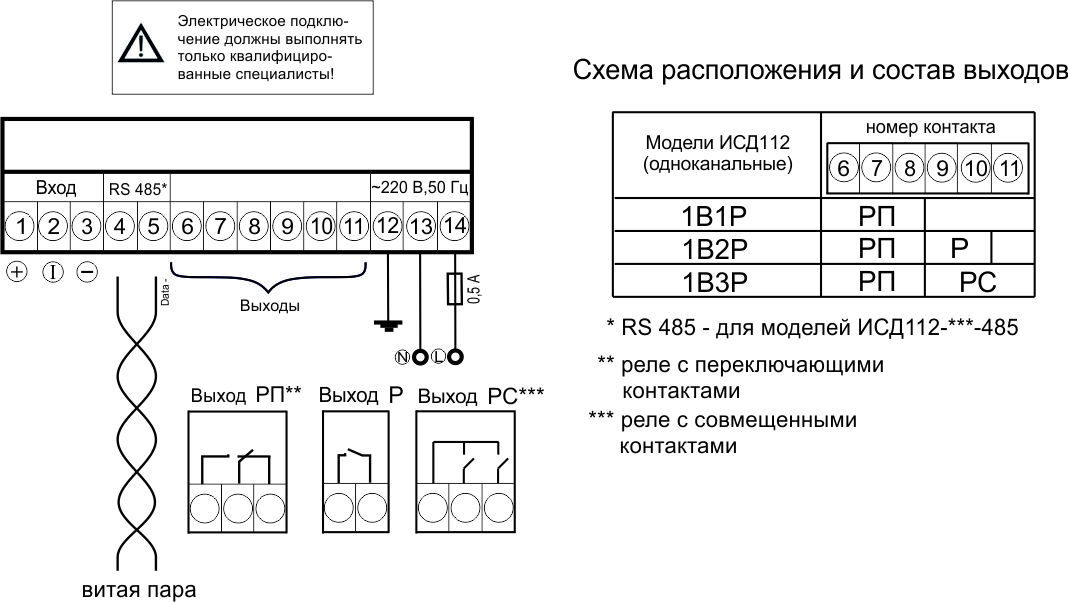 Электрическое подклю-
чение должны выполнять
только квалифициро-
ванные специалисты!
Схема расположения и состав выходов
Модели ИСД112
(одноканальные)
номер контакта
6 7 8 9 10 11
1В1Р РП
1В2Р РП Р
1В3Р РП РС
* RS 485 - для моделей ИСД112-***-485
** реле с переключающими
контактами
*** реле с совмещенными
контактами
Вход RS 485* ~220 В,50 Гц
1 2 3 4 5 6 7 8 9 10 11 12 13 14
+ I −
Data -
Выходы
0,5 А
N L
Выход РП** Выход Р Выход РС***
витая пара